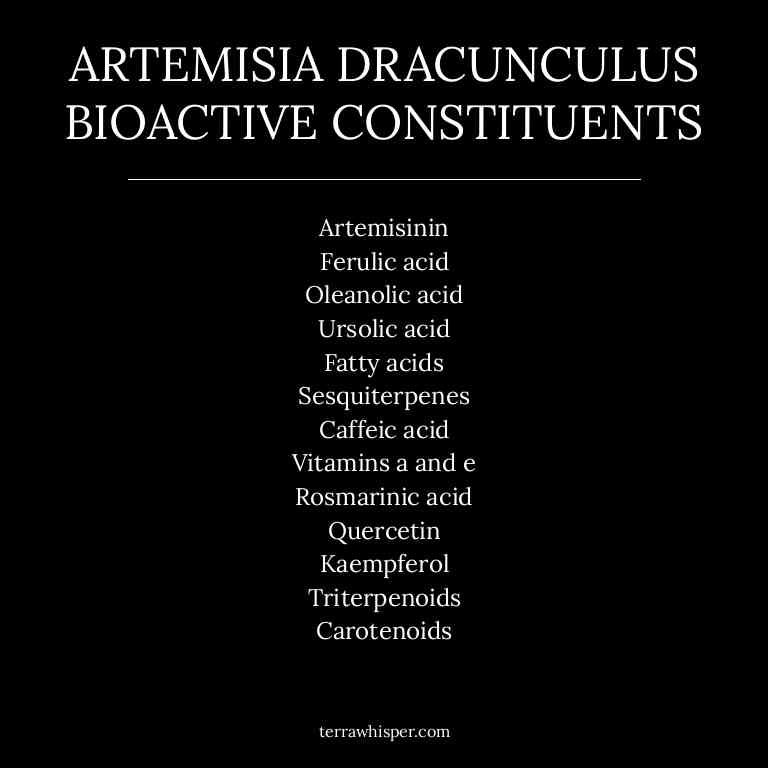 ARTEMISIA DRACUNCULUS
BIOACTIVE CONSTITUENTS
Artemisinin
Ferulic acid
Oleanolic acid
Ursolic acid
Fatty acids
Sesquiterpenes
Caffeic acid
Vitamins a and e
Rosmarinic acid
Quercetin
Kaempferol
Triterpenoids
Carotenoids
terrawhisper.com